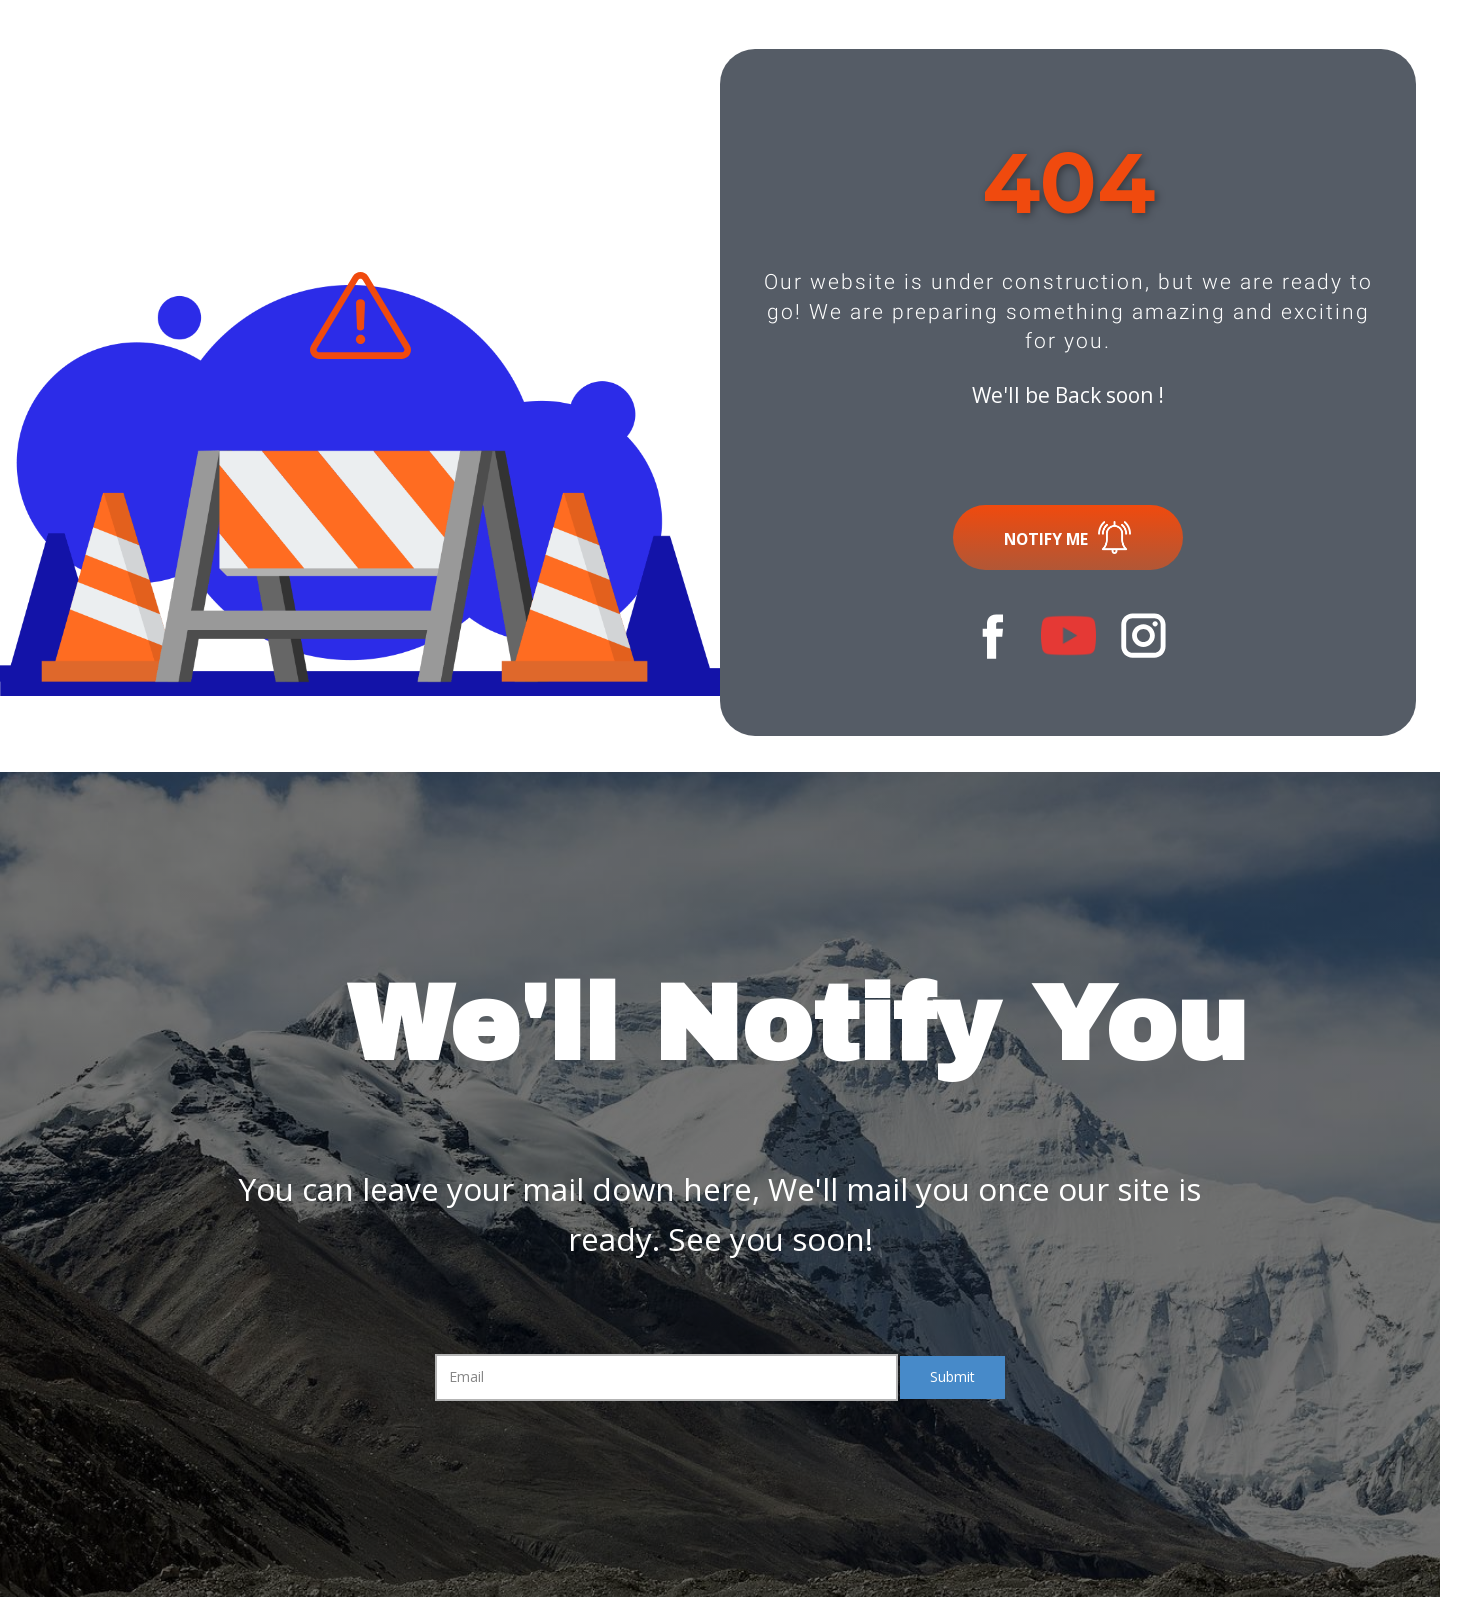 404
Our website is under construction, but we are ready to
go! We are preparing something amazing and exciting
for you.
We'll be Back soon !
NOTIFY ME
We'll Notify You
You can leave your mail down here, We'll mail you once our site is
ready. See you soon!
Email
Submit